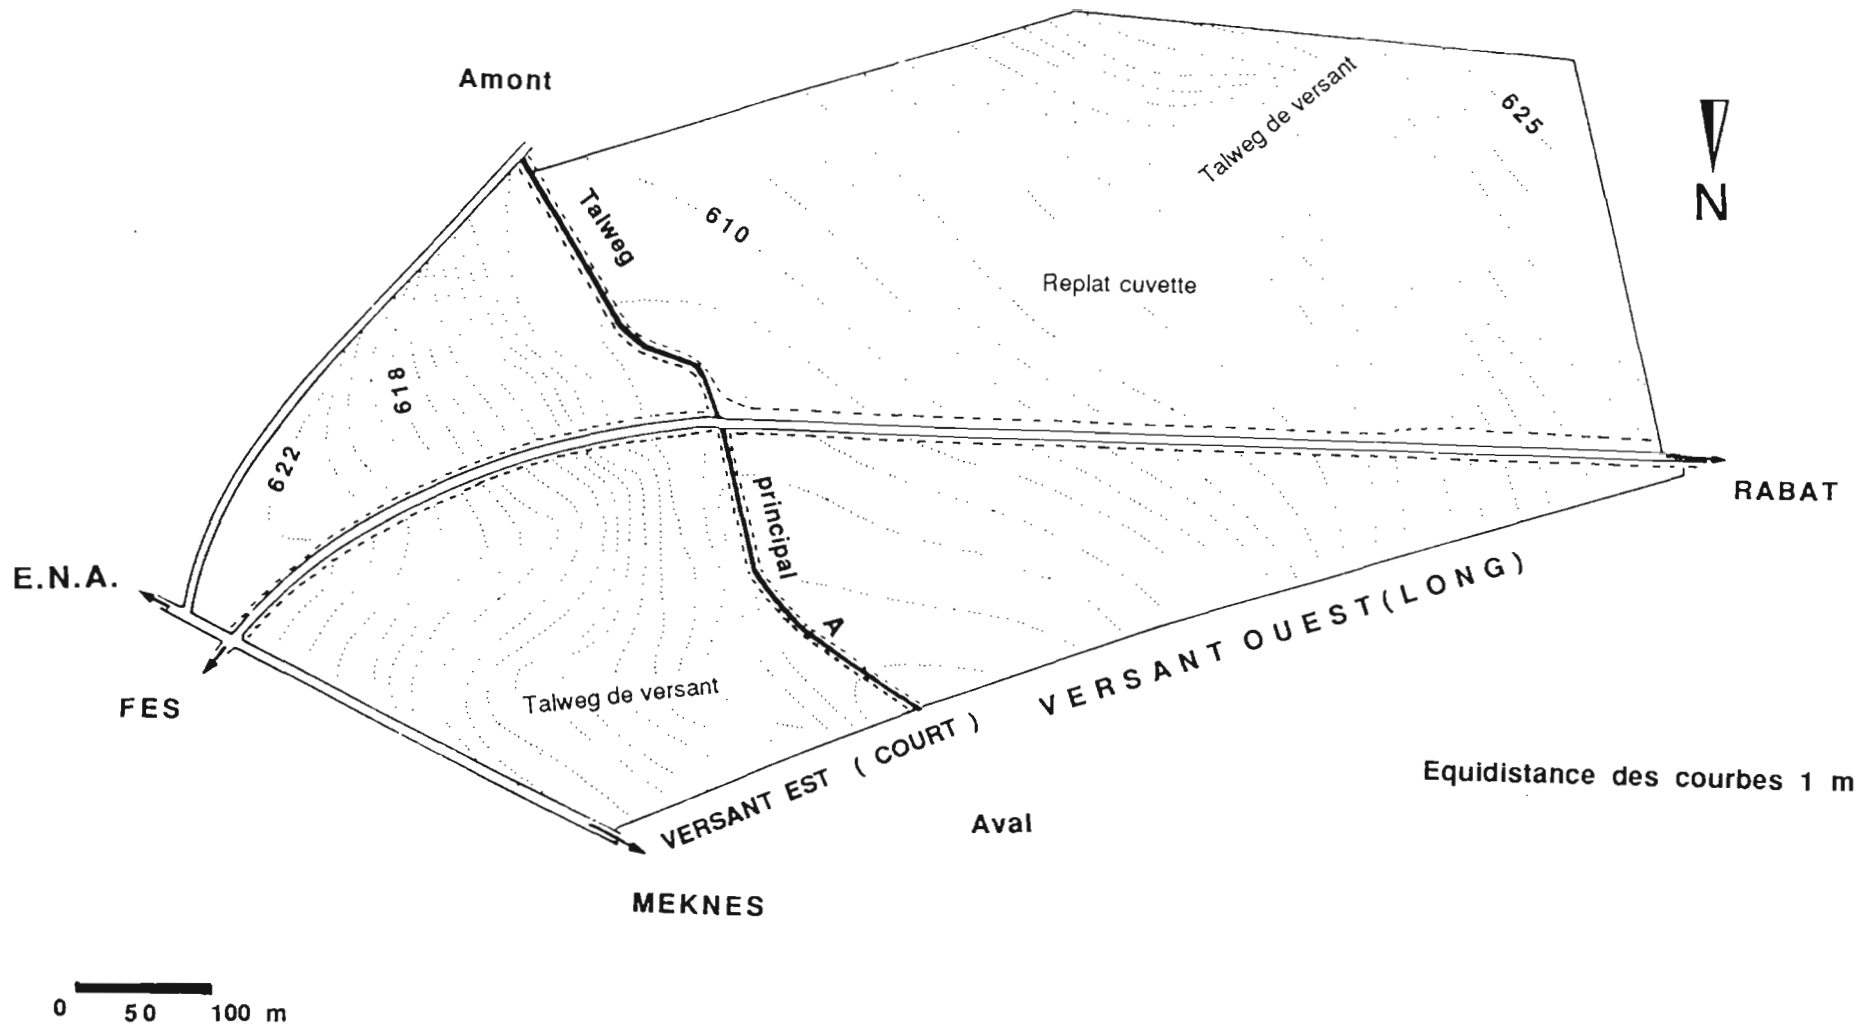 Amont
Talweg de versant
625
N
Talweg
610
Replat cuvette
618
622
principal
RABAT
E.N.A.
A
VERSANT OUEST (LONG)
Talweg de versant
FES
VERSANT EST ( COURT )
Equidistance des courbes 1 m
Aval
MEKNES
0 50 100 m